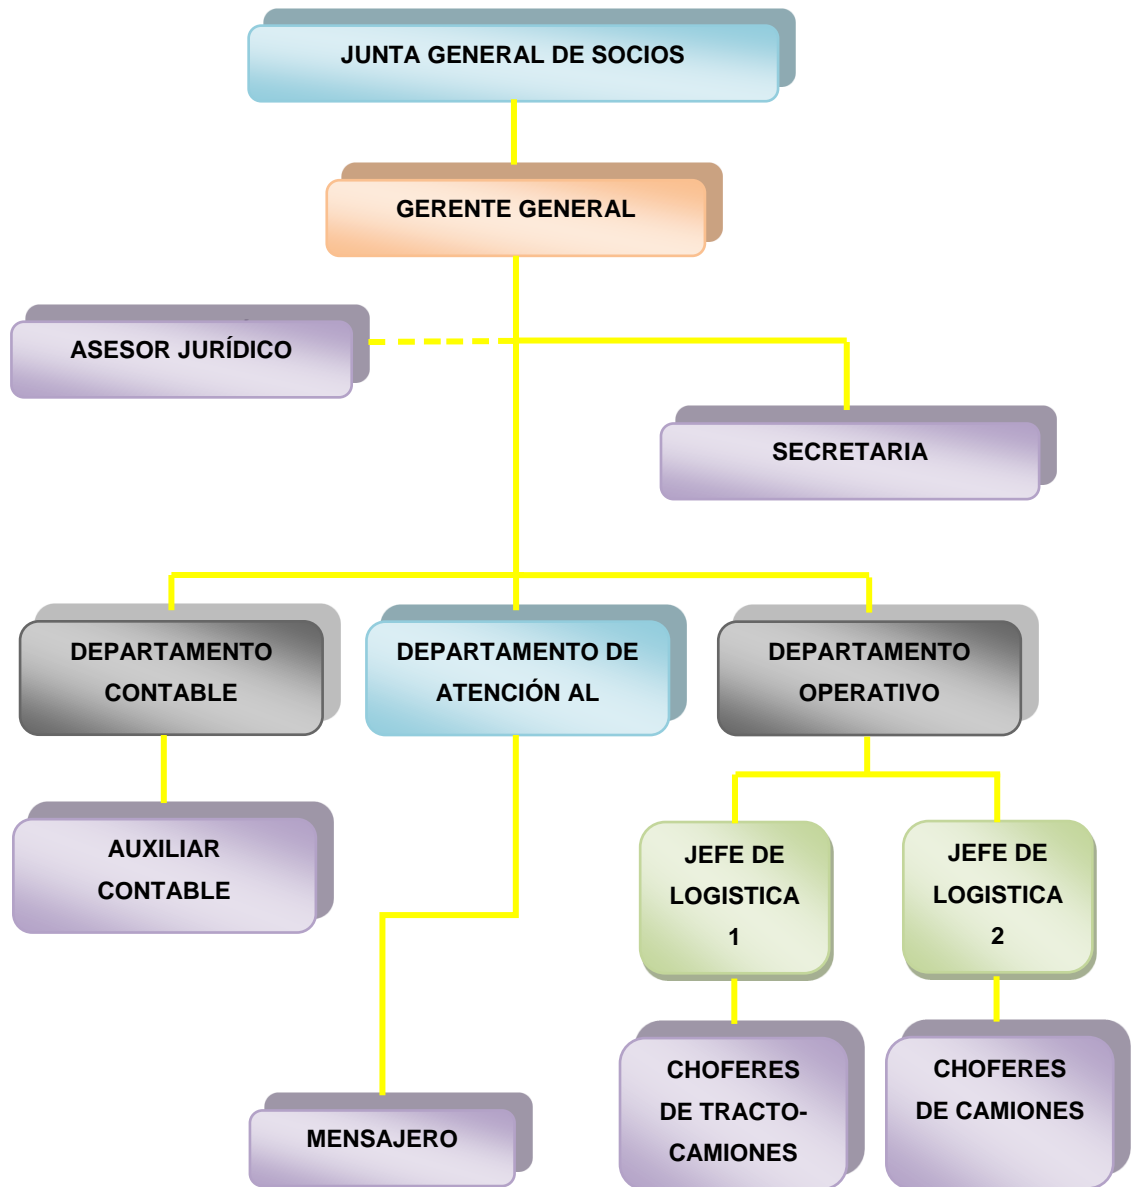 JUNTA GENERAL DE SOCIOS
GERENTE GENERAL
ASESOR JURÍDICO
SECRETARIA
DEPARTAMENTO
CONTABLE
DEPARTAMENTO DE
ATENCIÓN AL
DEPARTAMENTO
OPERATIVO
AUXILIAR
CONTABLE
JEFE DE
LOGISTICA
1
JEFE DE
LOGISTICA
2
MENSAJERO
CHOFERES
DE TRACTO-
CAMIONES
CHOFERES
DE CAMIONES